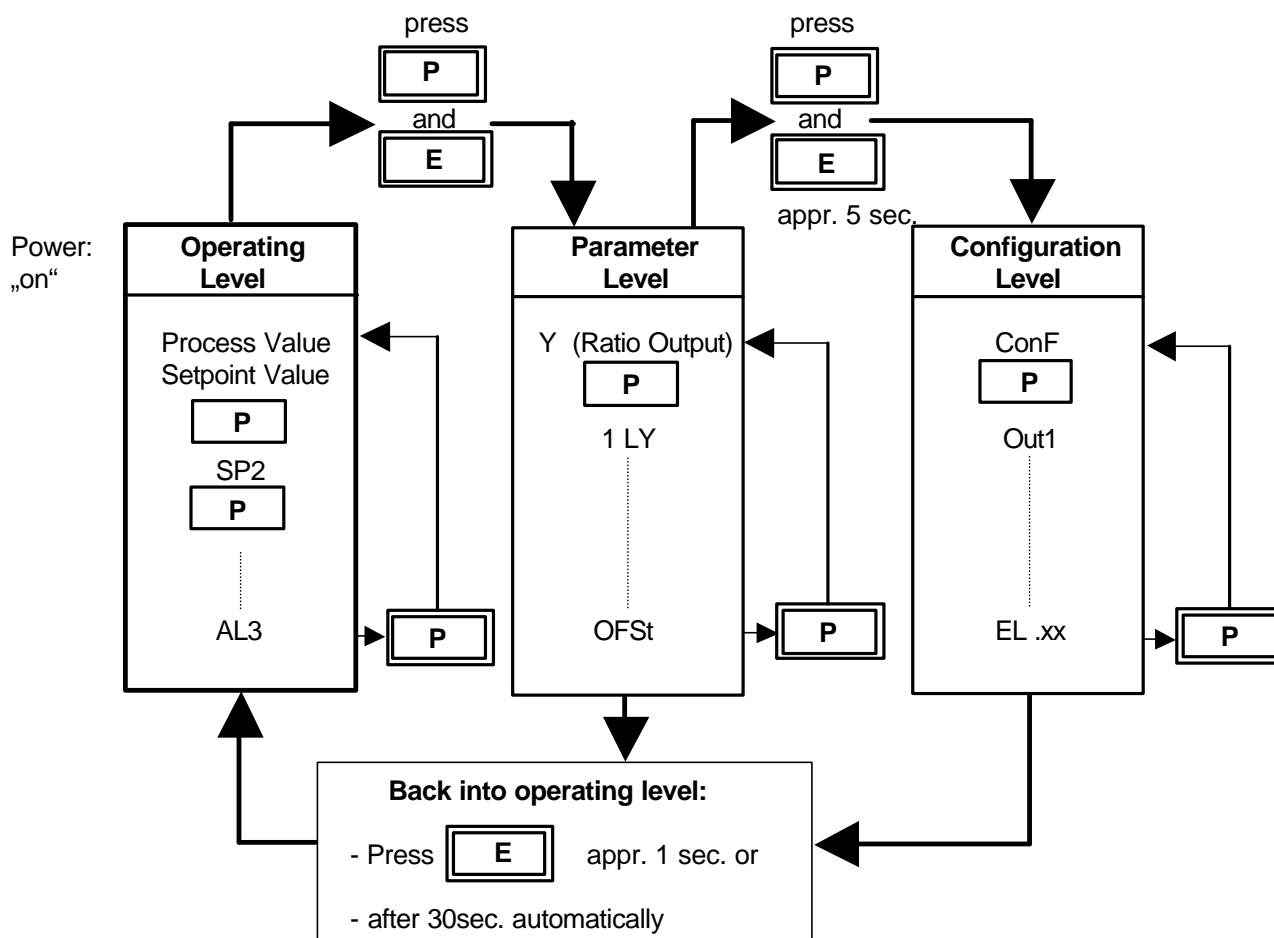 press
P
and
E
press
P
and
E
appr. 5 sec.
Power:
„on“
Operating
Level
Process Value
Setpoint Value
P
SP2
P
AL3
P
Parameter
Level
Y (Ratio Output)
P
1 LY
OFSt
P
Configuration
Level
ConF
P
Out1
EL .xx
P
Back into operating level:
- Press E appr. 1 sec. or
- after 30sec. automatically